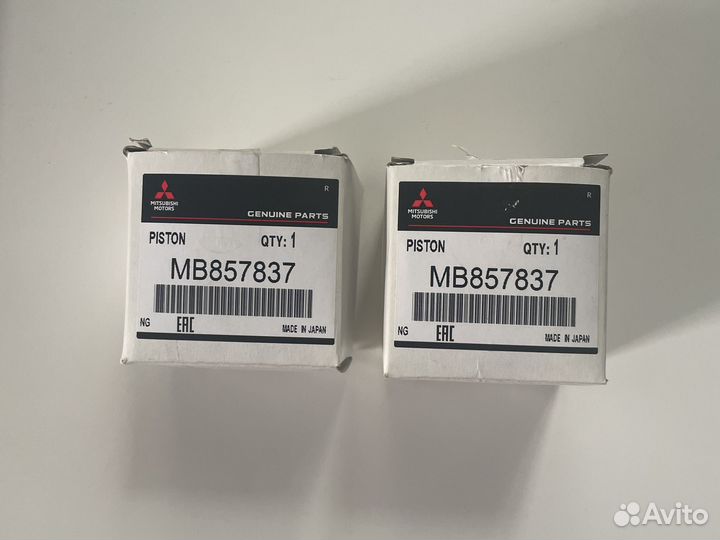 R
MITSUBISHI
MOTORS
GENUINE PARTS
PISTON QTY: 1
MB857837
NG EAC MADE IN JAPAN
R
MITSUBISHI
MOTORS
GENUINE PARTS
PISTON QTY: 1
MB857837
NG EAC MADE IN JAPAN
Avito